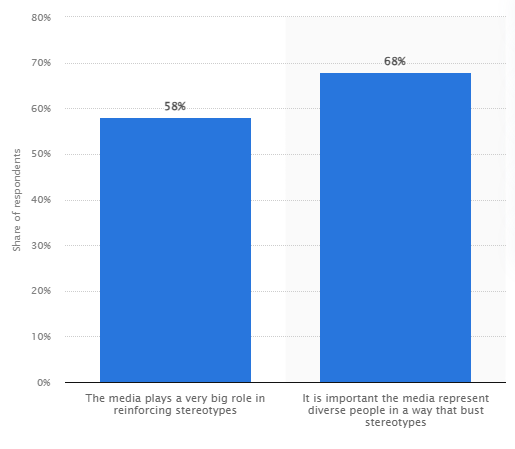 80%
70%
60%
50%
40%
30%
20%
10%
0%
Share of respondents
58%
68%
The media plays a very big role in
reinforcing stereotypes
It is important the media represent
diverse people in a way that bust
stereotypes